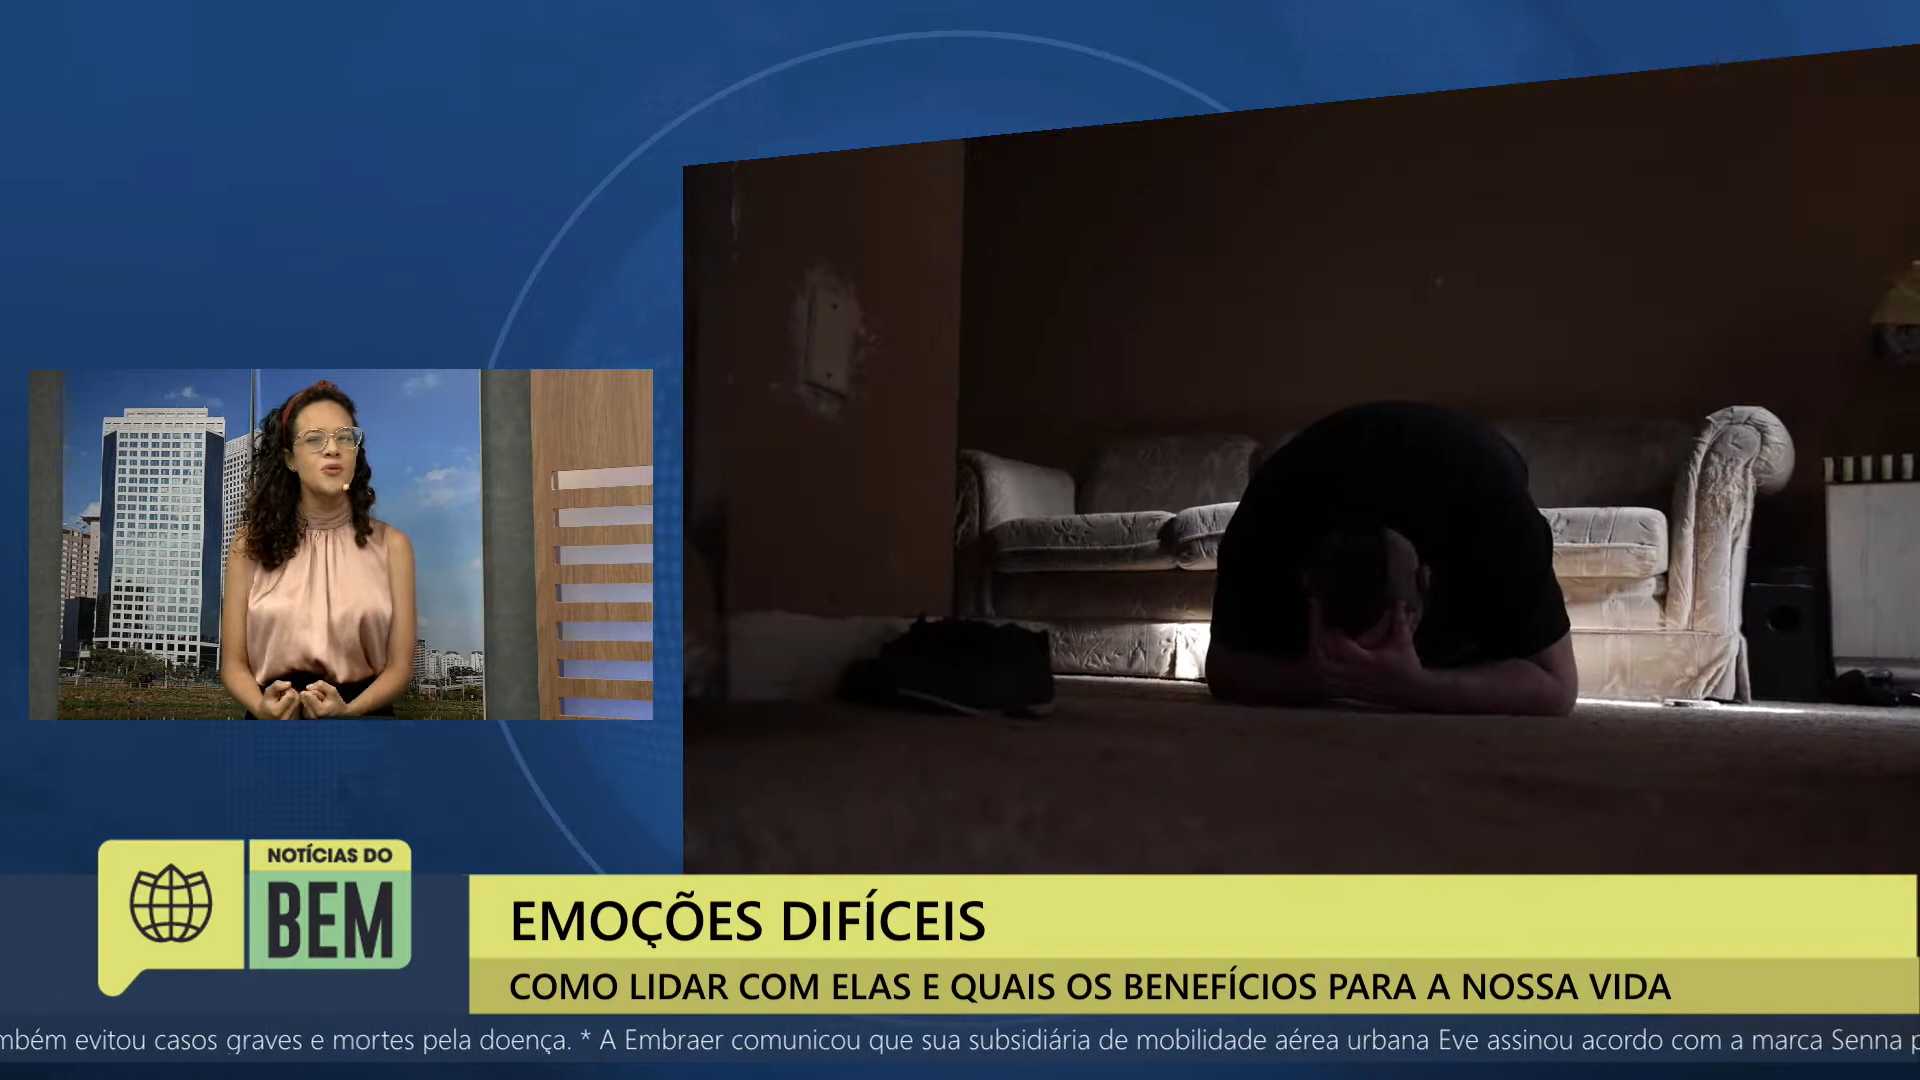 NOTÍCIAS DO
BEM
EMOÇÕES DIFÍCEIS
COMO LIDAR COM ELAS E QUAIS OS BENEFÍCIOS PARA A NOSSA VIDA
evitou casos graves e mortes pela doença. * A Embraer comunicou que sua subsidiária de mobilidade aérea urbana Eve assinou acordo com a marca Senna